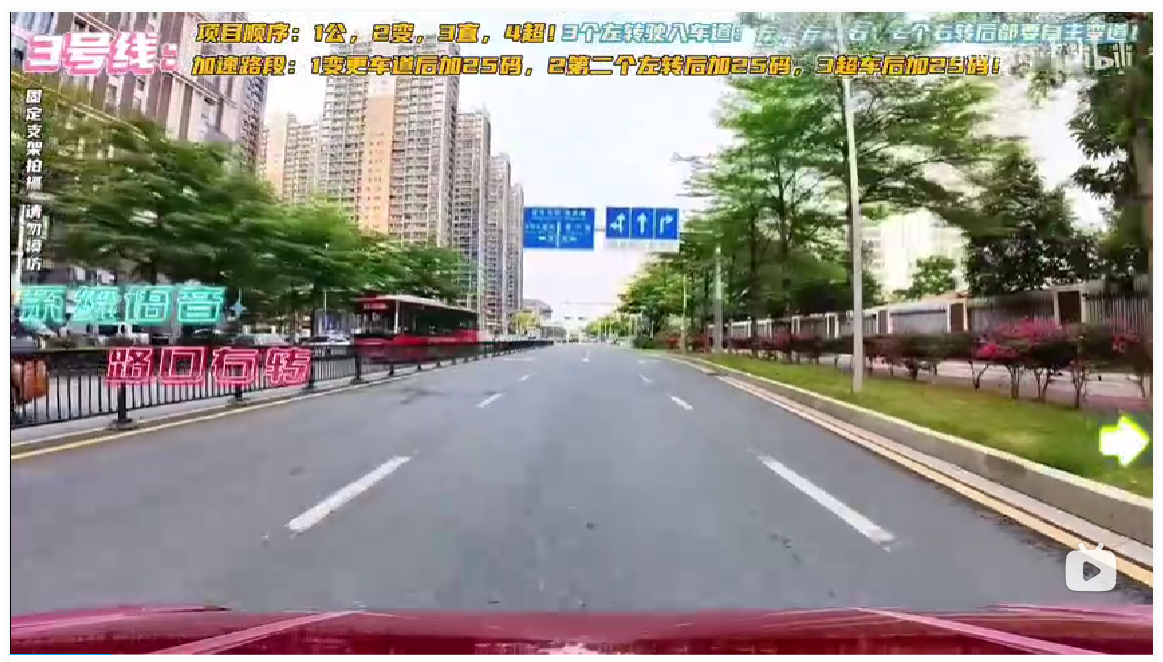 3号线:
项目顺序：1公，2变，3直，4超！3个左转驶入车道：左，右，右！2个右转后都要自主变道！
加速路段：1变更车道后加25码，2第二个左转后加25码，3超车后加25码！
固定支架拍摄 请勿模仿
系统语音
路口右转